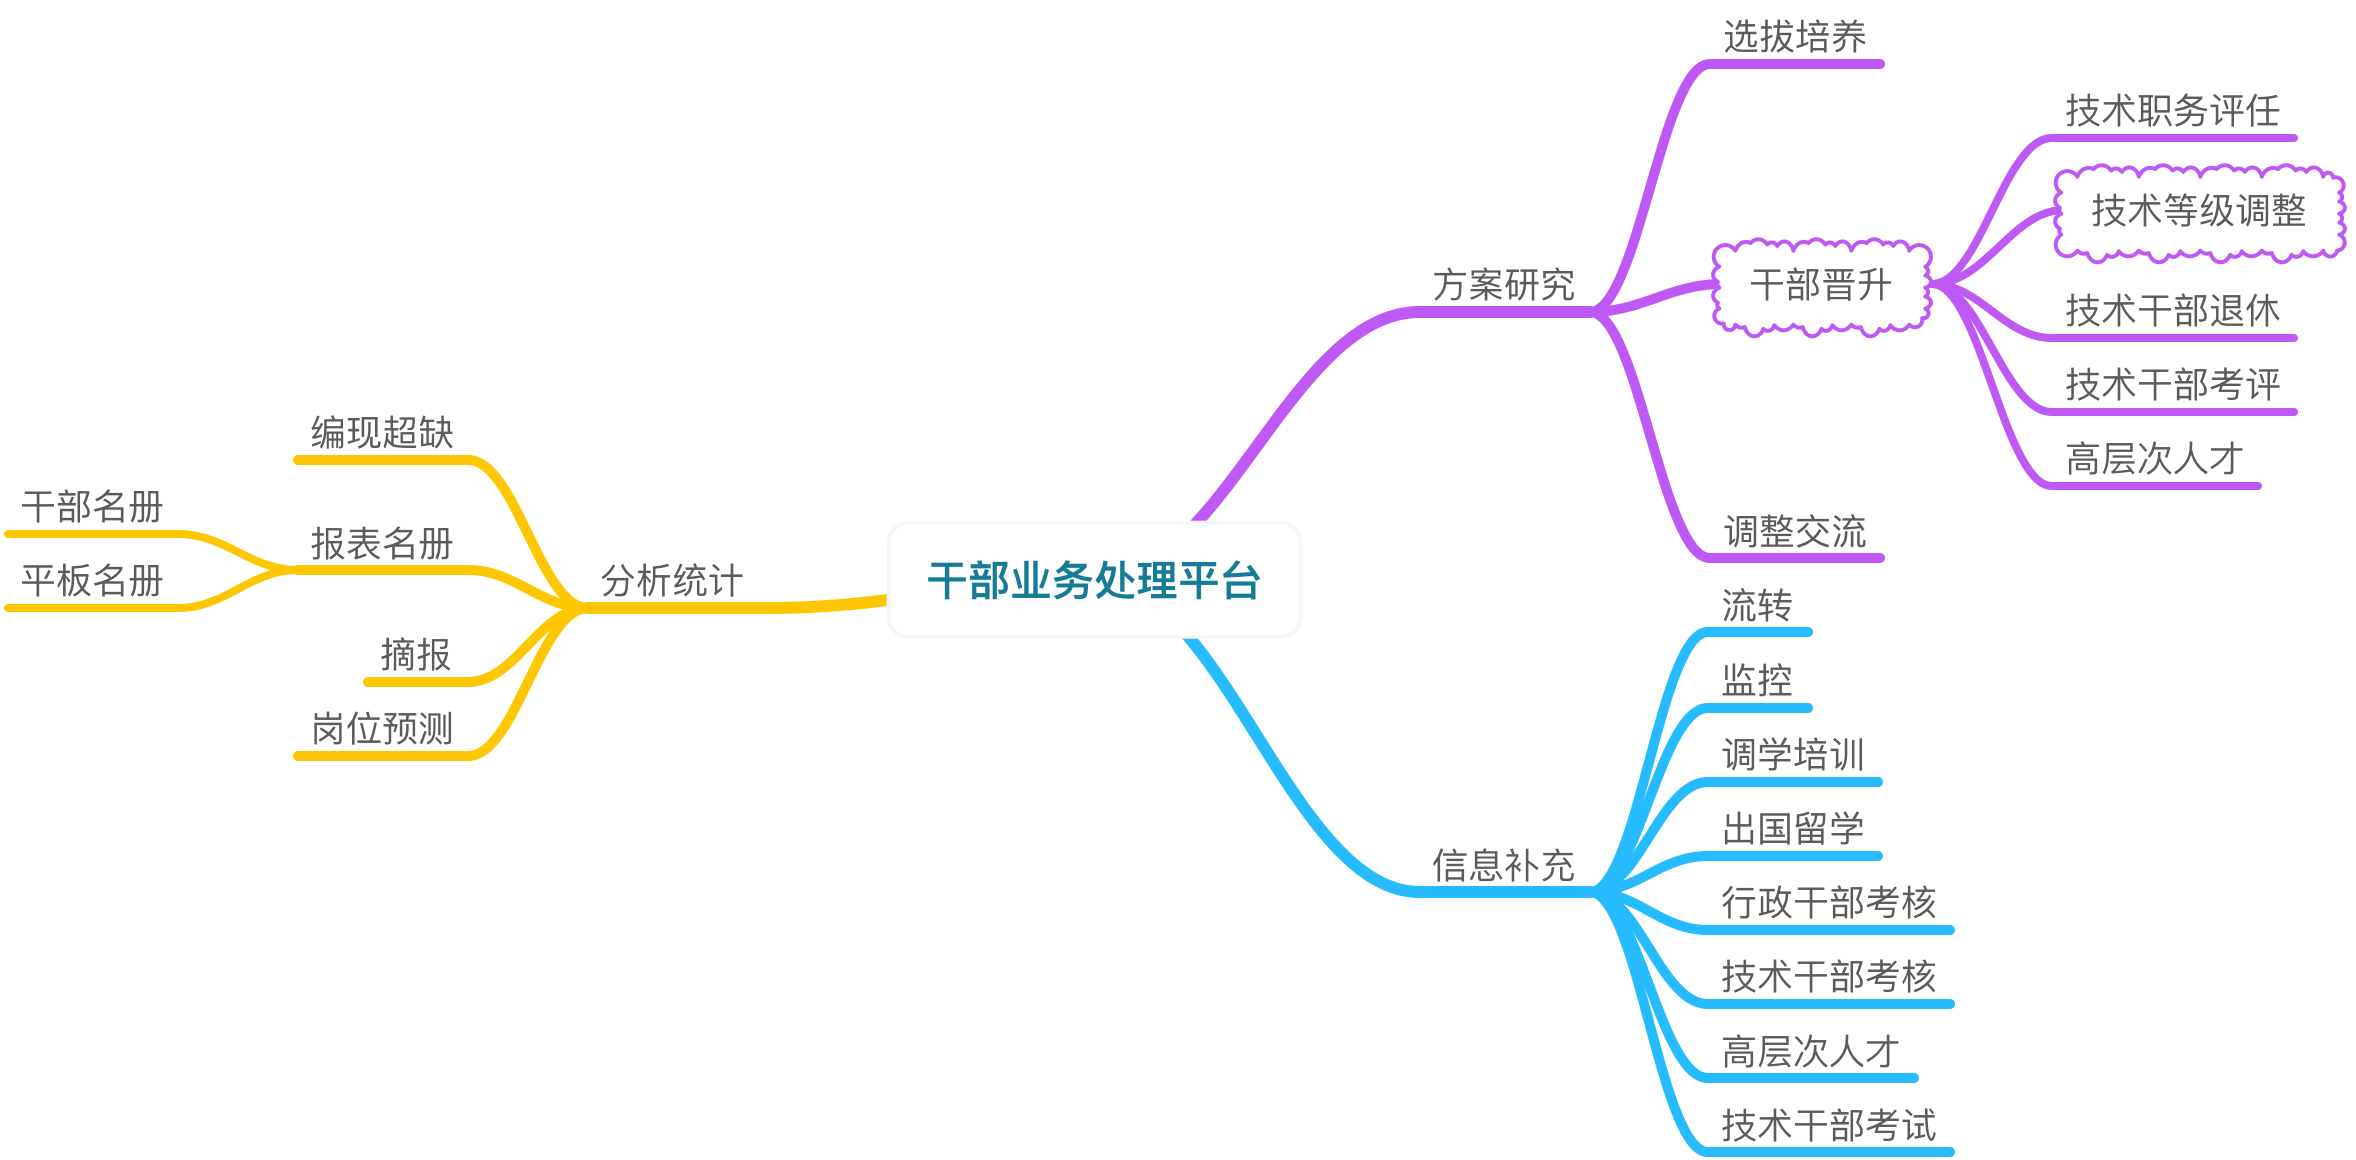 干部业务处理平台
方案研究
选拔培养
干部晋升
技术职务评任
技术等级调整
技术干部退休
技术干部考评
高层次人才
调整交流
信息补充
流转
监控
调学培训
出国留学
行政干部考核
技术干部考核
高层次人才
技术干部考试
分析统计
编现超缺
报表名册
干部名册
平板名册
摘报
岗位预测